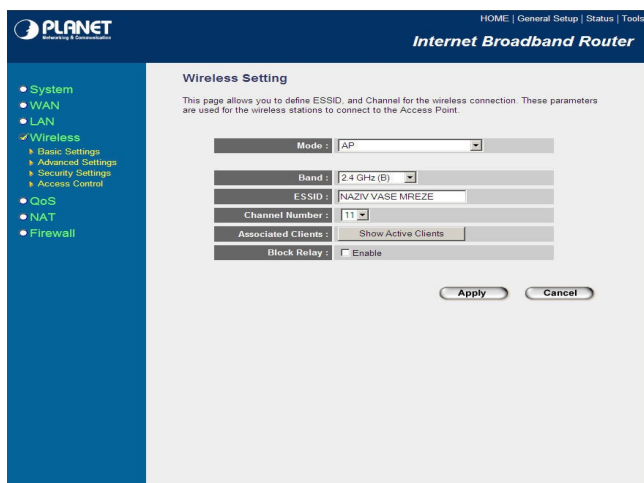 HOME | General Setup | Status | Tools
PLANET
Networking & Communication
Internet Broadband Router
System
WAN
LAN
Wireless
Basic Settings
Advanced Settings
Security Settings
Access Control
QoS
NAT
Firewall
Wireless Setting
This page allows you to define ESSID, and Channel for the wireless connection. These parameters
are used for the wireless stations to connect to the Access Point.
Mode : AP
Band : 2.4 GHz (B)
ESSID : NAZIV VASE MREZE
Channel Number : 11
Associated Clients : Show Active Clients
Block Relay : Enable
Apply Cancel